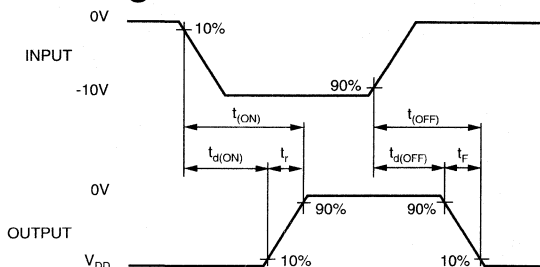 0V
10%
INPUT
-10V
90%
t(ON)
t(OFF)
td(ON)
tr
td(OFF)
tF
0V
90%
90%
OUTPUT
VDD
10%
10%